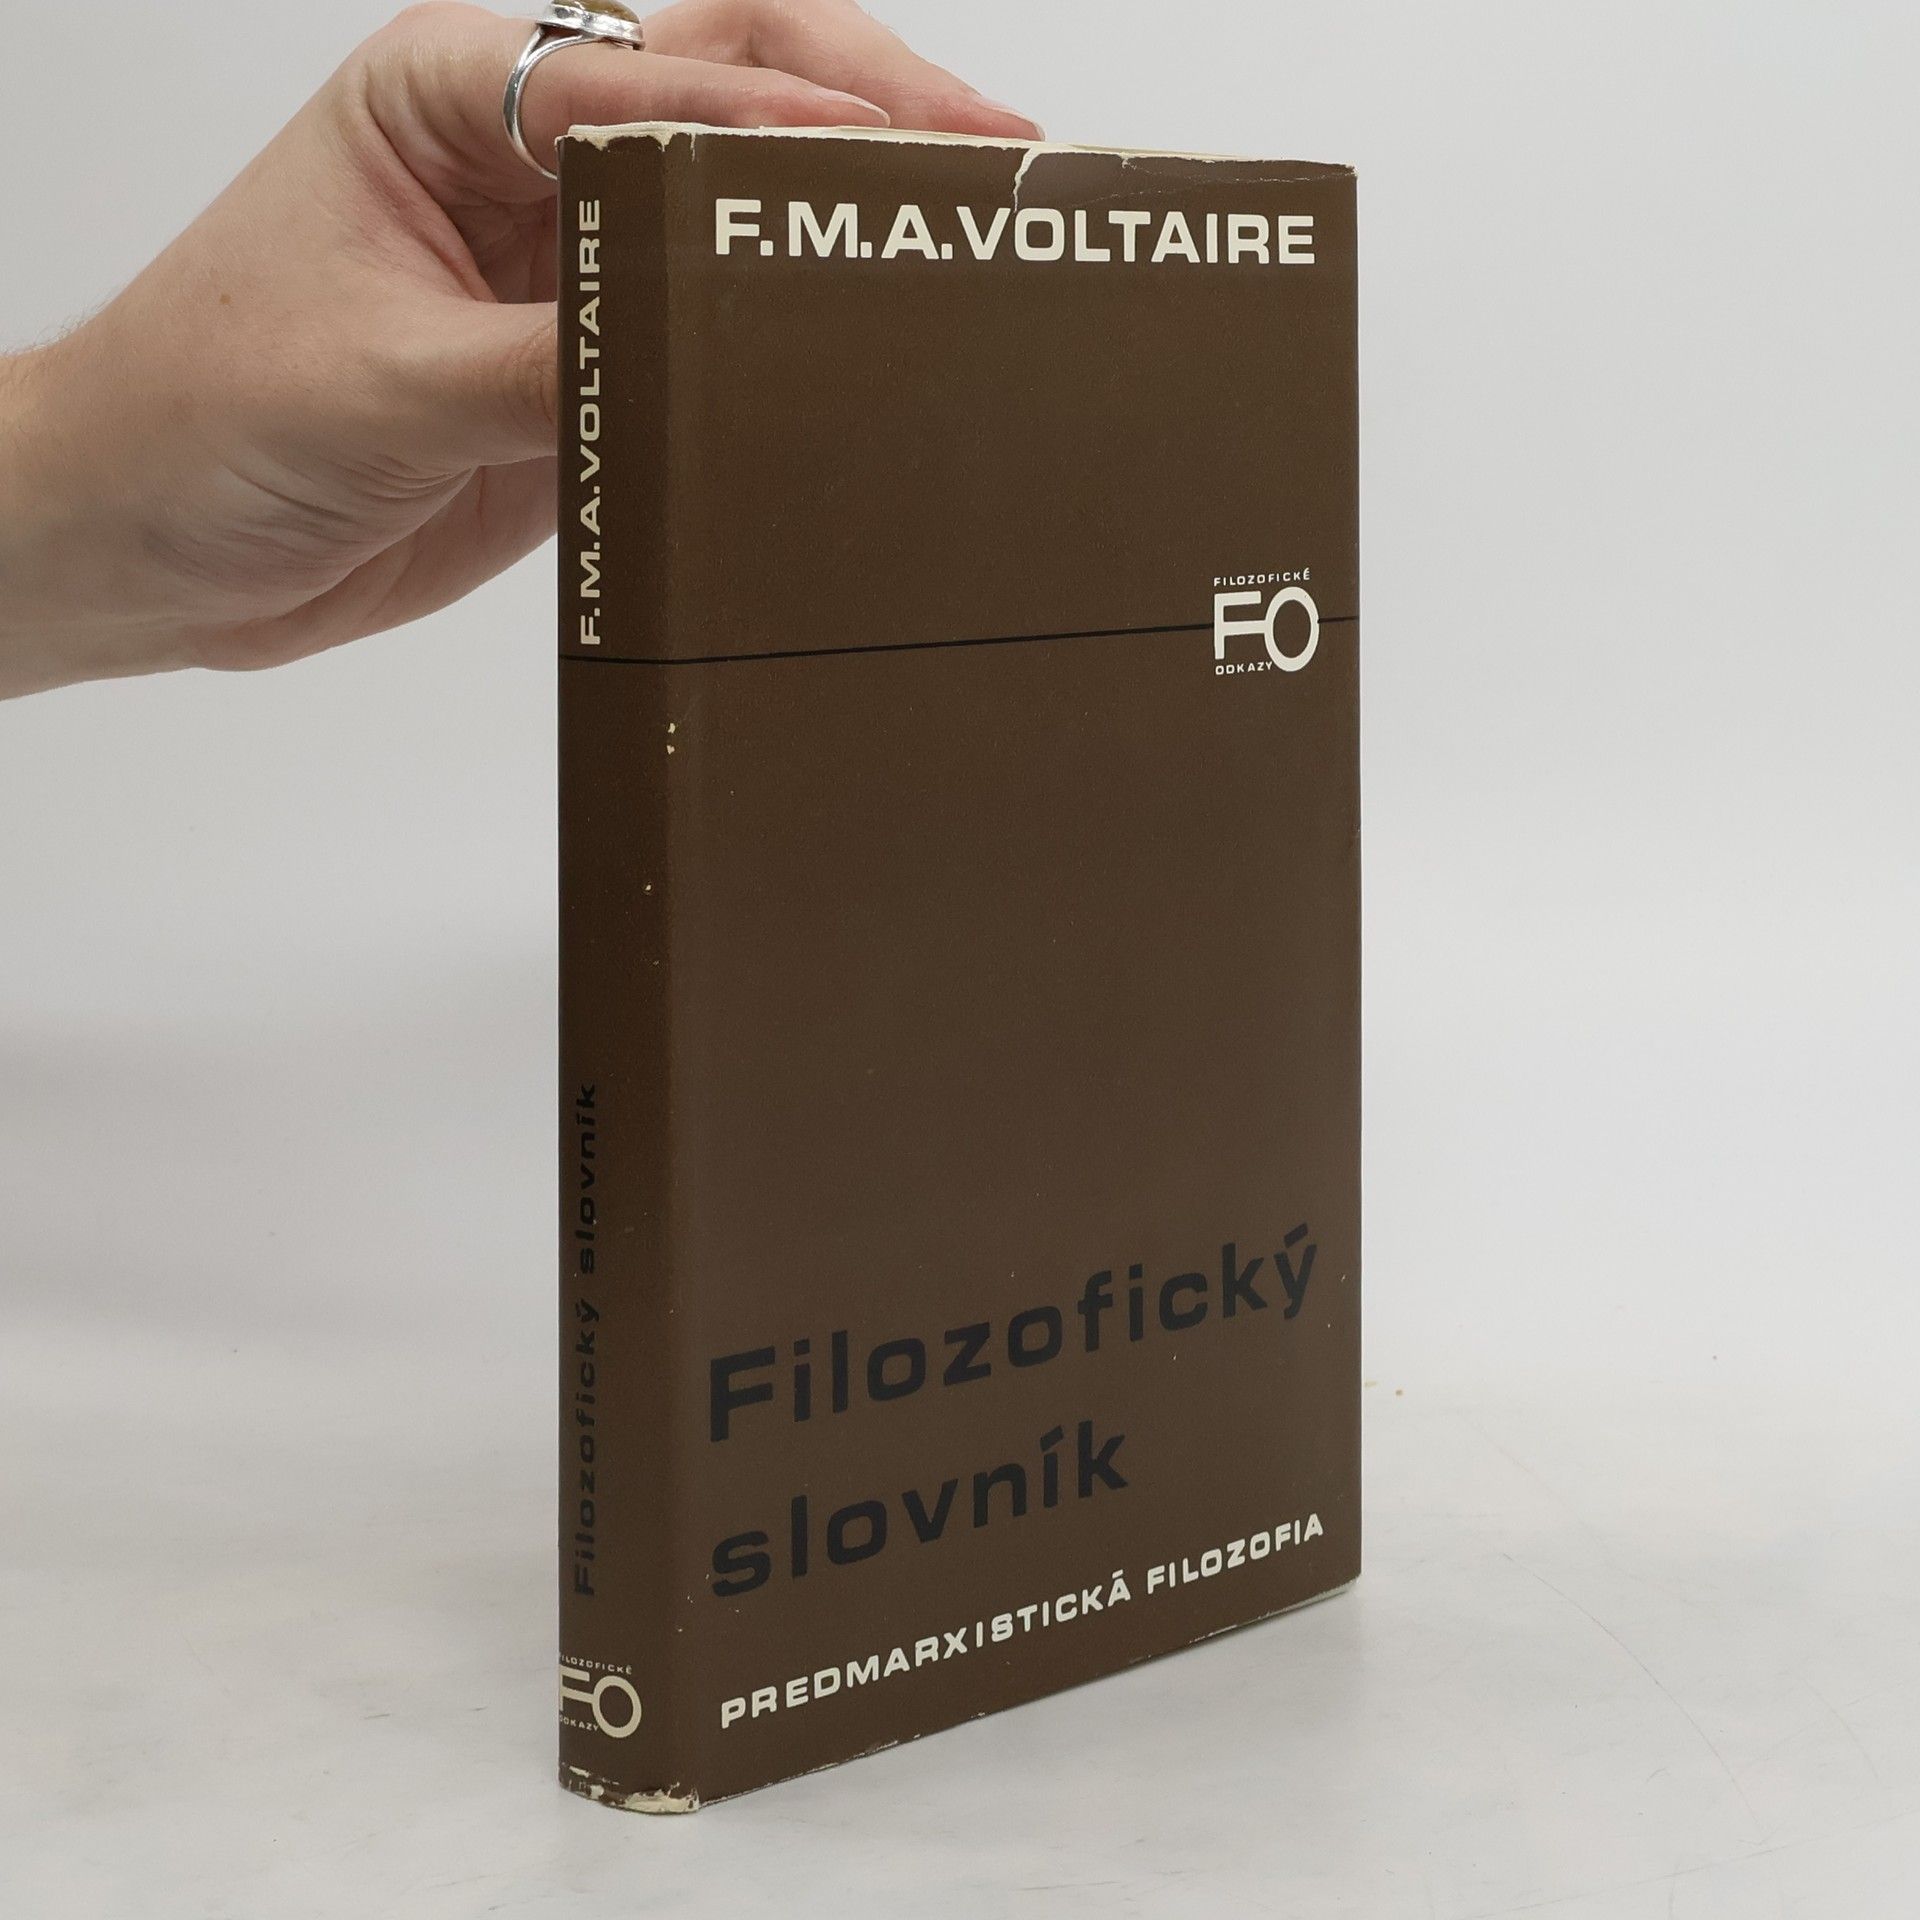 F.M.A.VOLTAIRE
FILOZOFICKÉ
FO
ODKAZY
Filozofický
slovník
PREDMARXISTICKÁ FILOZOFIA
F.M.A.VOLTAIRE
Filozofický slovník
FILOZOFICKÉ
FO
ODKAZY